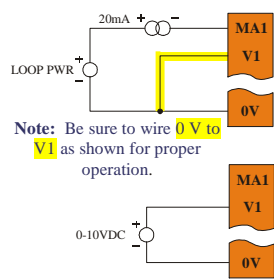 20mA + −
MA1
V1
LOOP PWR + −
0V
Note: Be sure to wire 0 V to
V1 as shown for proper
operation.
MA1
V1
0-10VDC + −
0V